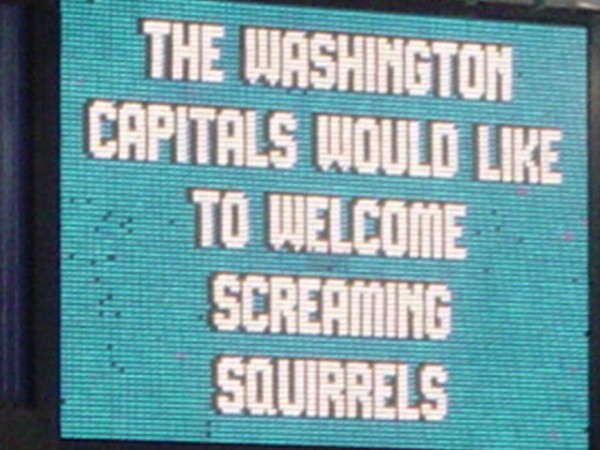 THE WASHINGTON
CAPITALS WOULD LIKE
TO WELCOME
SCREAMING
SQUIRRELS